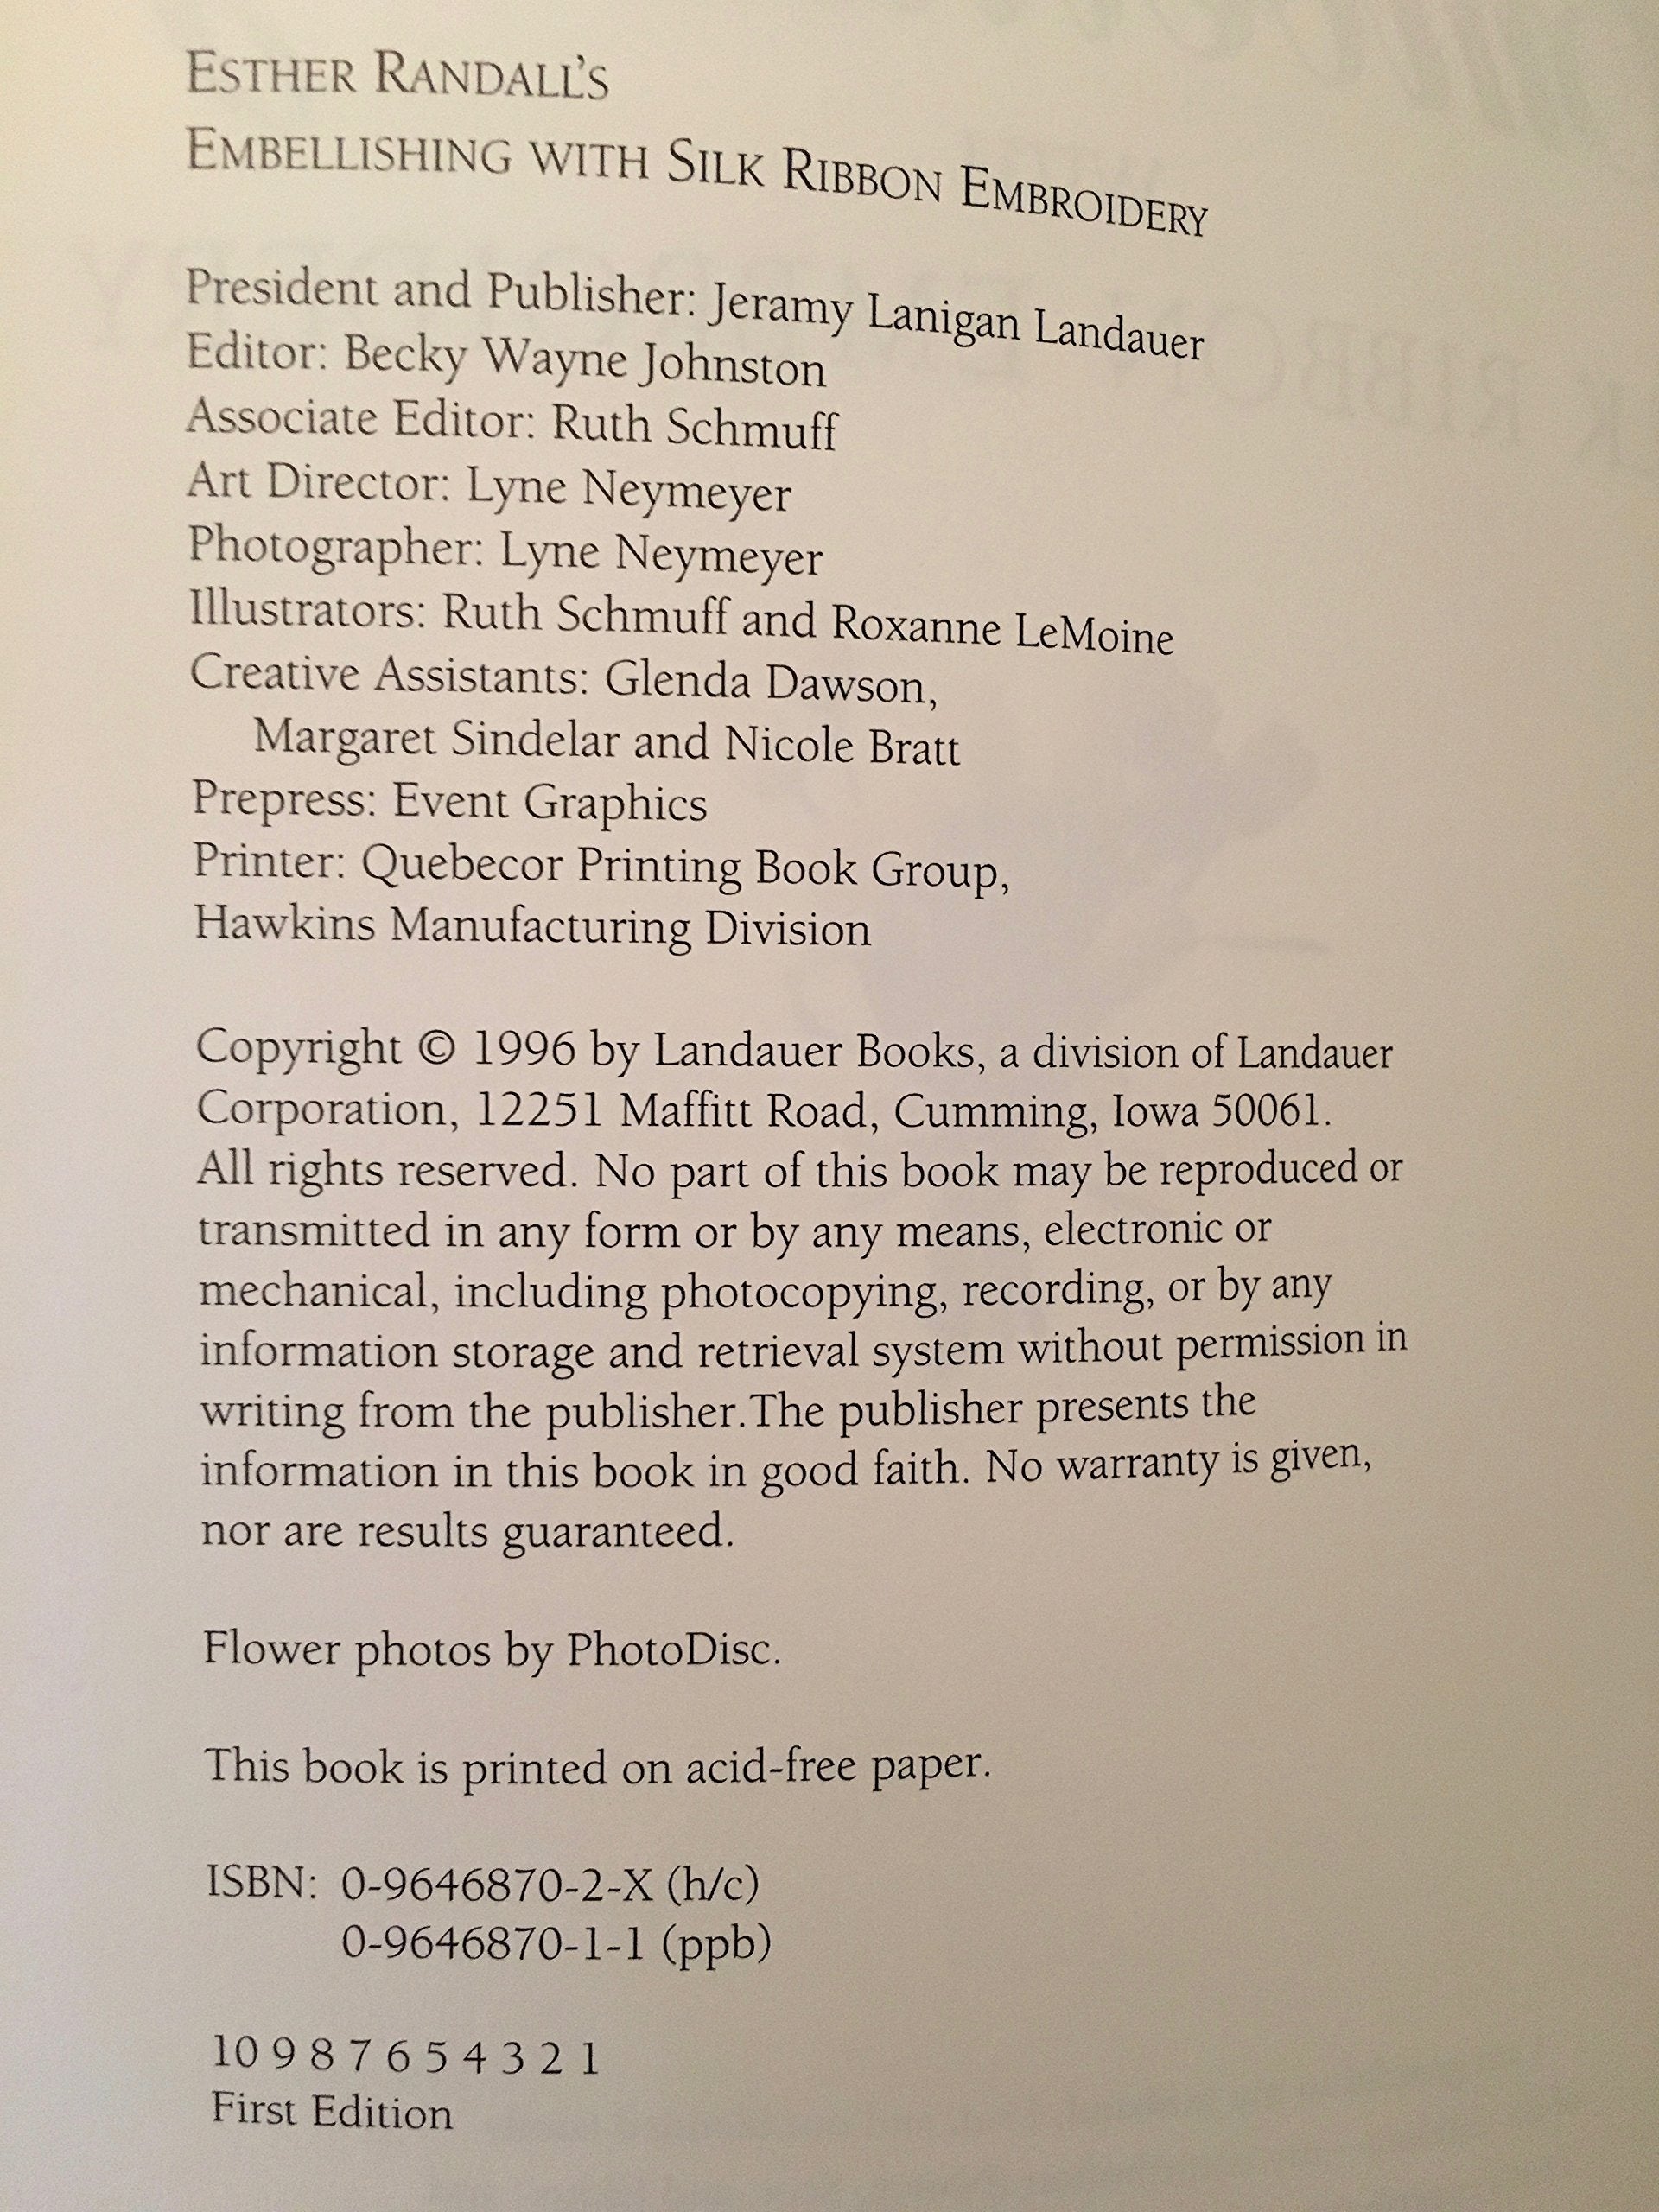 ESTHER RANDALL'S
EMBELLISHING WITH SILK RIBBON EMBROIDERY
President and Publisher: Jeramy Lanigan Landauer
Editor: Becky Wayne Johnston
Associate Editor: Ruth Schmuff
Art Director: Lyne Neymeyer
Photographer: Lyne Neymeyer
Illustrators: Ruth Schmuff and Roxanne LeMoine
Creative Assistants: Glenda Dawson,
Margaret Sindelar and Nicole Bratt
Prepress: Event Graphics
Printer: Quebecor Printing Book Group,
Hawkins Manufacturing Division
Copyright © 1996 by Landauer Books, a division of Landauer
Corporation, 12251 Maffitt Road, Cumming, Iowa 50061.
All rights reserved. No part of this book may be reproduced or
transmitted in any form or by any means, electronic or
mechanical, including photocopying, recording, or by any
information storage and retrieval system without permission in
writing from the publisher.The publisher presents the
information in this book in good faith. No warranty is given,
nor are results guaranteed.
Flower photos by PhotoDisc.
This book is printed on acid-free paper.
ISBN: 0-9646870-2-X (h/c)
0-9646870-1-1 (ppb)
10 9 8 7 6 5 4 3 2 1
First Edition